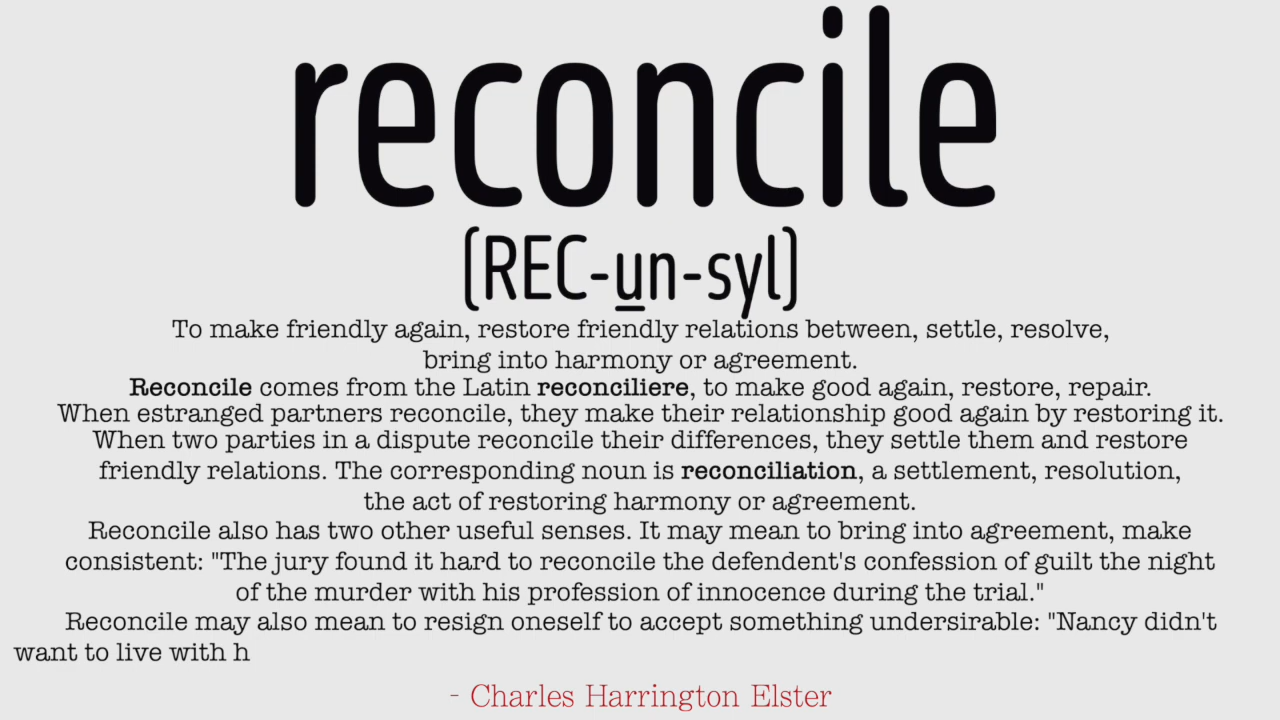 reconcile
(REC-un-syl)
To make friendly again, restore friendly relations between, settle, resolve,
bring into harmony or agreement.
Reconcile comes from the Latin reconciliere, to make good again, restore, repair.
When estranged partners reconcile, they make their relationship good again by restoring it.
When two parties in a dispute reconcile their differences, they settle them and restore
friendly relations. The corresponding noun is reconciliation, a settlement, resolution,
the act of restoring harmony or agreement.
Reconcile also has two other useful senses. It may mean to bring into agreement, make
consistent: "The jury found it hard to reconcile the defendent's confession of guilt the night
of the murder with his profession of innocence during the trial."
Reconcile may also mean to resign oneself to accept something undersirable: "Nancy didn't
want to live with h
- Charles Harrington Elster